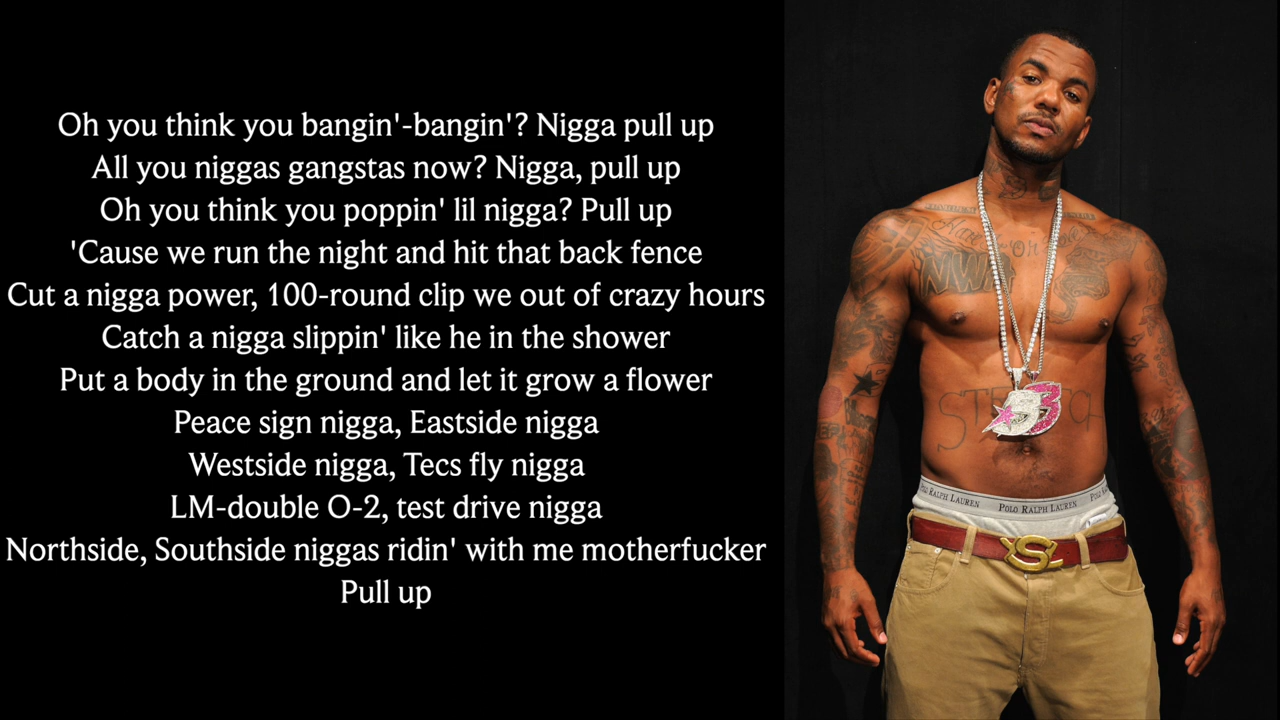 Oh you think you bangin'-bangin'? Nigga pull up
All you niggas gangstas now? Nigga, pull up
Oh you think you poppin' lil nigga? Pull up
'Cause we run the night and hit that back fence
Cut a nigga power, 100-round clip we out of crazy hours
Catch a nigga slippin' like he in the shower
Put a body in the ground and let it grow a flower
Peace sign nigga, Eastside nigga
Westside nigga, Tecs fly nigga
LM-double O-2, test drive nigga
Northside, Southside niggas ridin' with me motherfucker
Pull up
NWA
POLO RALPH LAUREN
POLO RALPH LAUREN